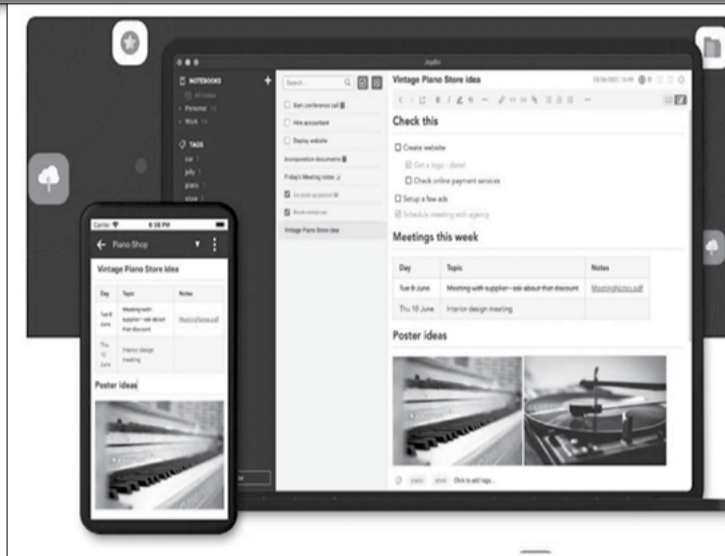 Joplin
NOTEBOOKS +
All notes
Personal
Work
TAGS
car
jelly
piano
store
Search...
Start conference call
Hire accountant
Deploy website
Incorporation documents
Friday's Meeting notes
Go pick up parcel
Book rental car
Vintage Piano Store idea
Vintage Piano Store idea
Check this
Create website
Get a logo - done!
Check online payment services
Setup a few ads
Schedule meeting with agency
Meetings this week
Day Topic Notes
Tue 8 June Meeting with supplier - ask about that discount MeetingNotes.pdf
Thu 10 June Interior design meeting
Poster ideas
piano store Click to add tags...
Carrier 8:38 PM
Piano Shop
Vintage Piano Store Idea
Day Topic Notes
Tue 8 Meeting with
June supplier - ask about MeetingNotes.pdf
that discount
Thu
10 Interior design
June meeting
Poster ideas